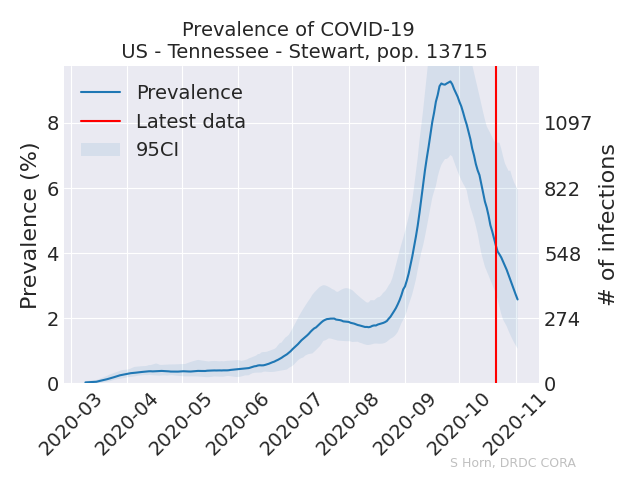 Prevalence of COVID-19
US - Tennessee - Stewart, pop. 13715
Prevalence
Latest data
95CI
Prevalence (%)
8
6
4
2
0
1097
822
548
274
0
# of infections
2020-03
2020-04
2020-05
2020-06
2020-07
2020-08
2020-09
2020-10
2020-11
S Horn, DRDC CORA